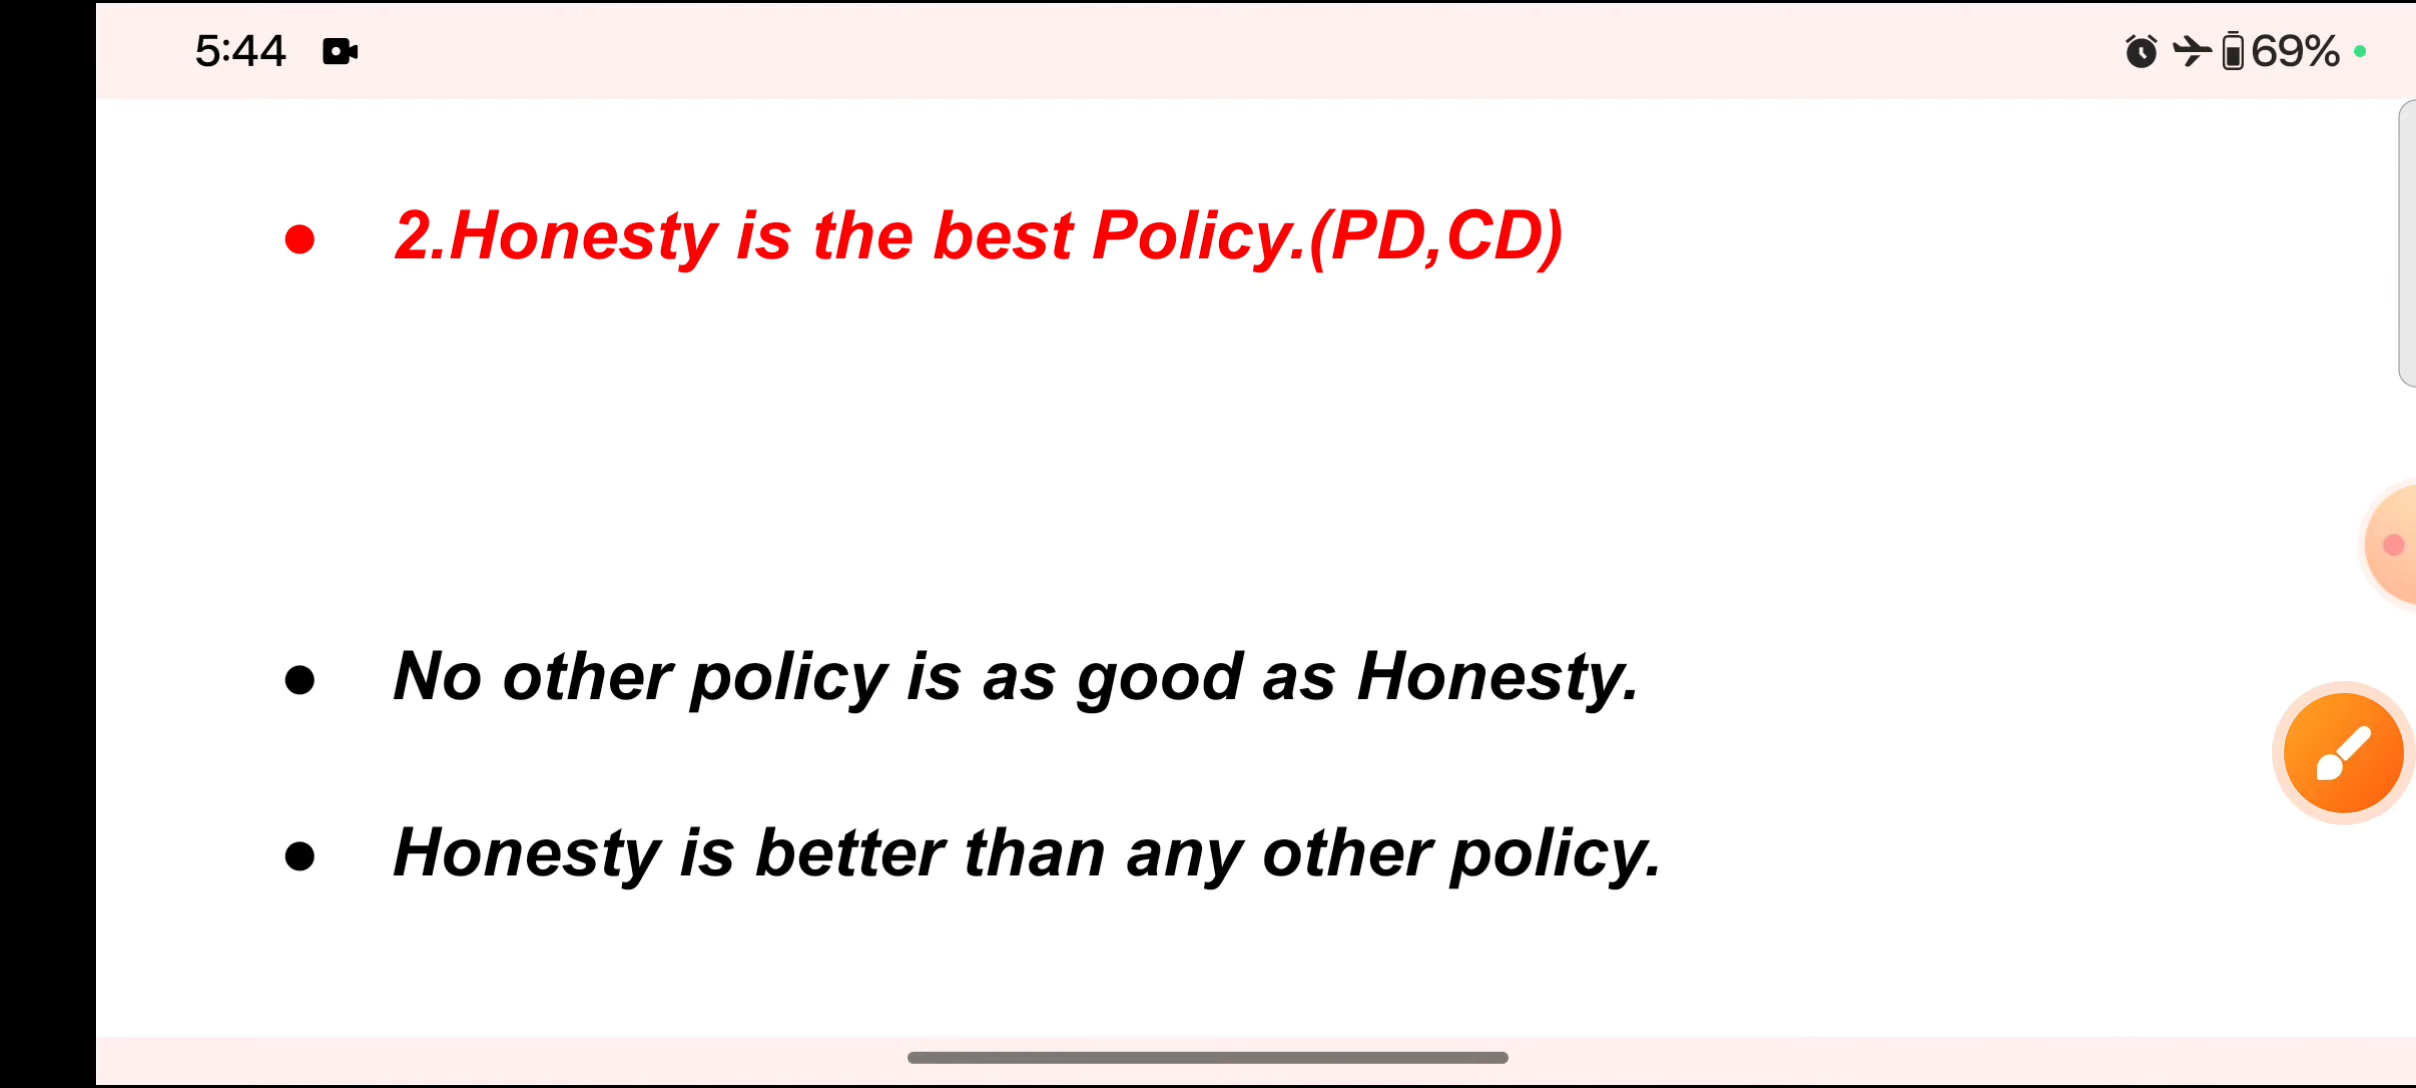 5:44 69%
● 2.Honesty is the best Policy.(PD,CD)
● No other policy is as good as Honesty.
● Honesty is better than any other policy.